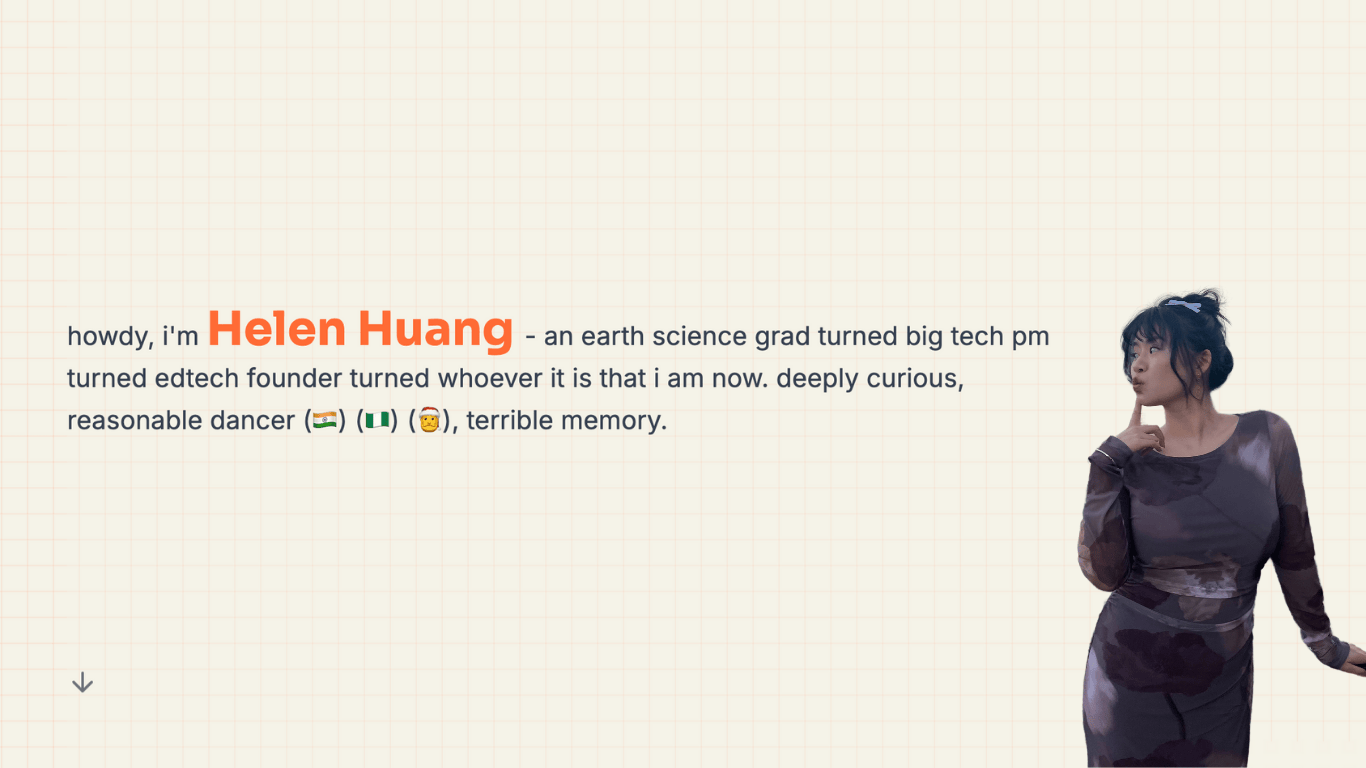 howdy, i'm Helen Huang - an earth science grad turned big tech pm
turned edtech founder turned whoever it is that i am now. deeply curious,
reasonable dancer (🇮🇳) (🇳🇬) (🎅), terrible memory.